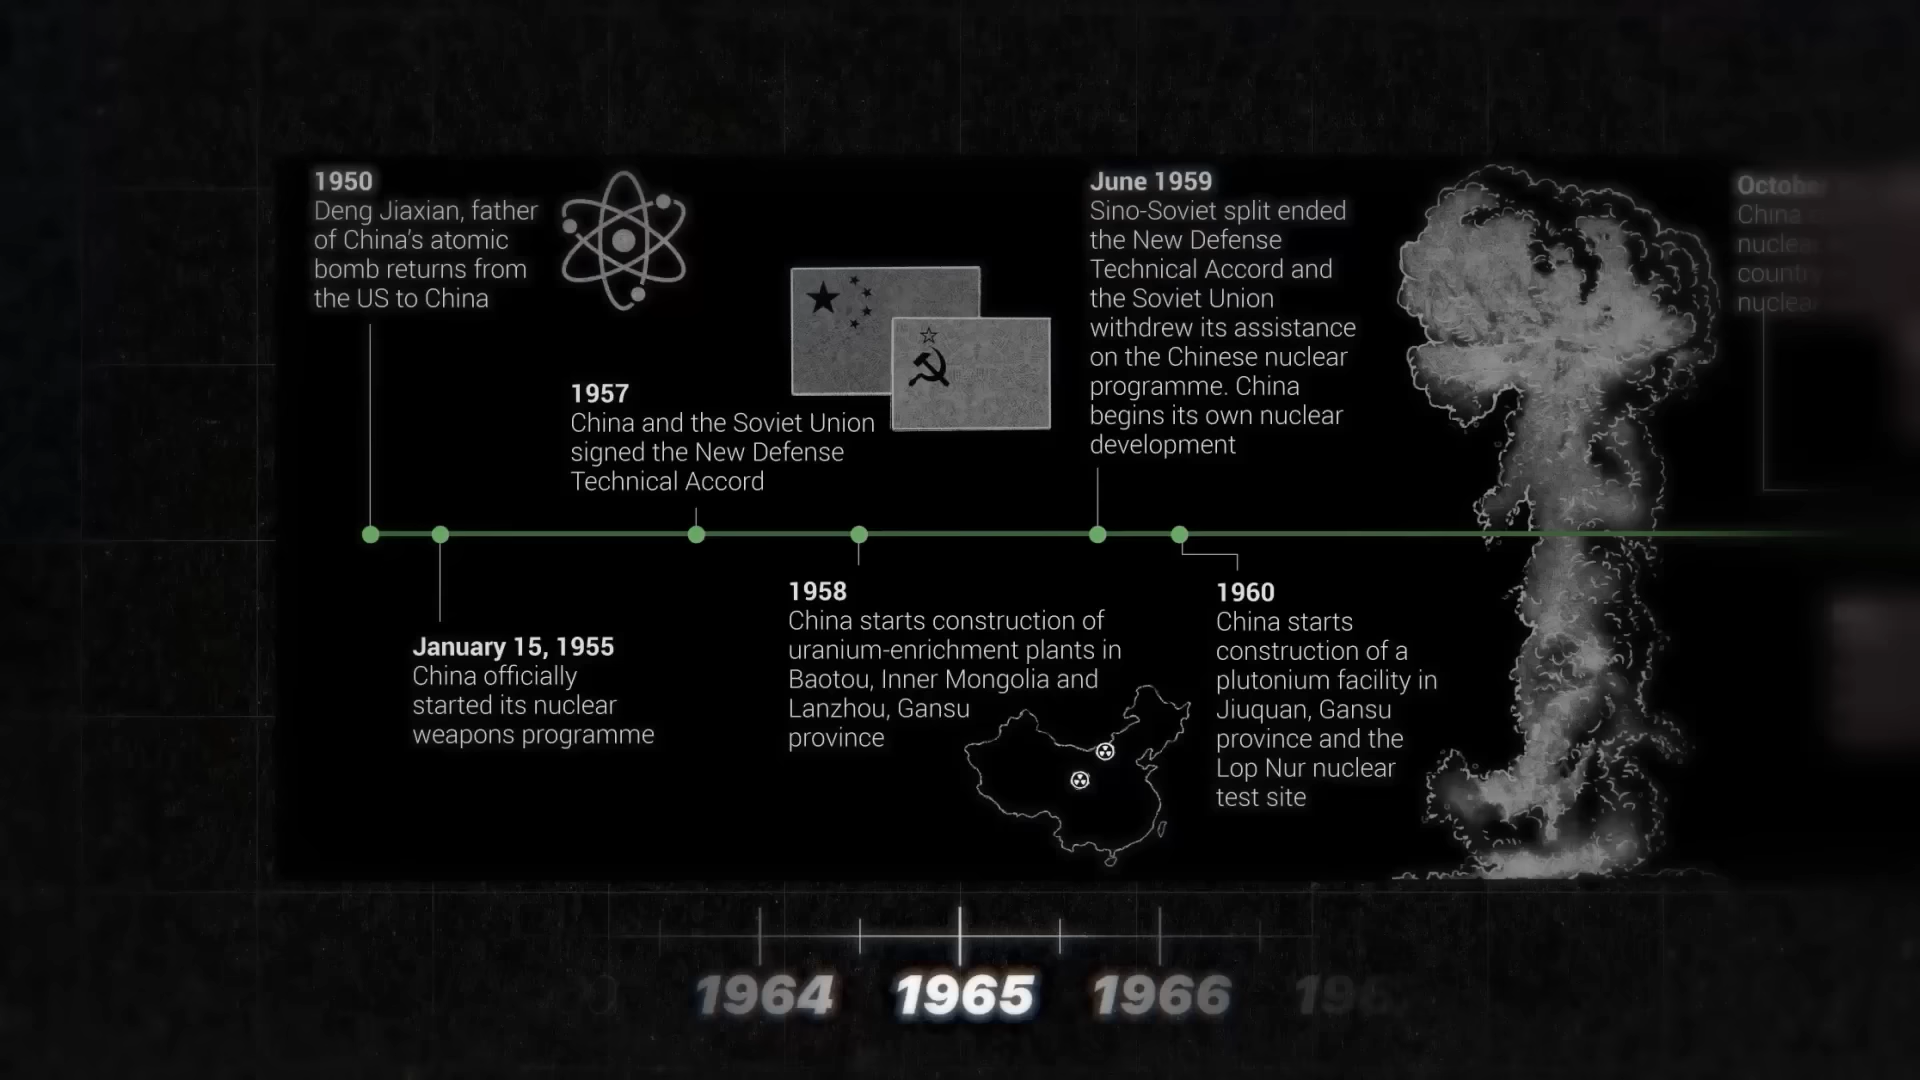 1950
Deng Jiaxian, father
of China's atomic
bomb returns from
the US to China
January 15, 1955
China officially
started its nuclear
weapons programme
1957
China and the Soviet Union
signed the New Defense
Technical Accord
1958
China starts construction of
uranium-enrichment plants in
Baotou, Inner Mongolia and
Lanzhou, Gansu
province
June 1959
Sino-Soviet split ended
the New Defense
Technical Accord and
the Soviet Union
withdrew its assistance
on the Chinese nuclear
programme. China
begins its own nuclear
development
1960
China starts
construction of a
plutonium facility in
Jiuquan, Gansu
province and the
Lop Nur nuclear
test site
October
China
nuclear
country
nuclear
1964 1965 1966